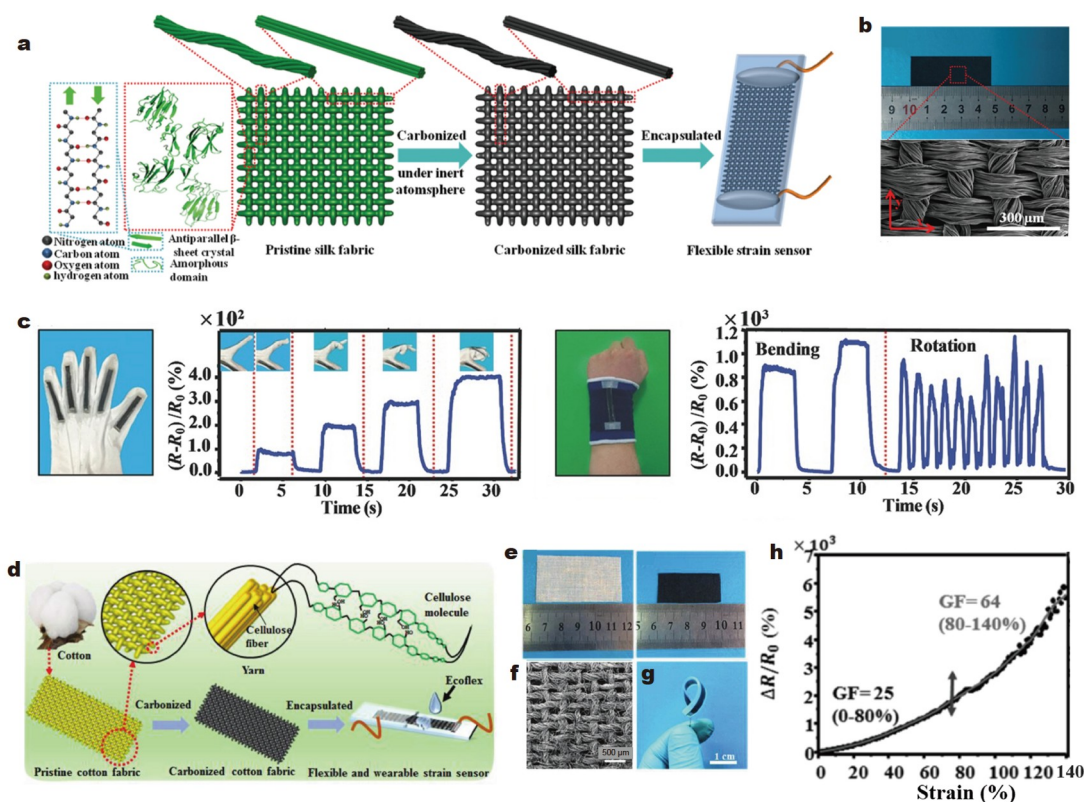 a
Nitrogen atom
Carbon atom
Oxygen atom
hydrogen atom
Antiparallel β-
sheet crystal
Amorphous
domain
Pristine silk fabric
Carbonized
under inert
atomsphere
Carbonized silk fabric
Encapsulated
Flexible strain sensor
b
9 10 1 2 3 4 5 6 7 8 9
300 μm
c
×10²
(R-R₀)/R₀ (%)
4.0
3.0
2.0
1.0
0.0
0 5 10 15 20 25 30
Time (s)
×10³
(R-R₀)/R₀ (%)
1.2
1.0
0.8
0.6
0.4
0.2
0.0
Bending
Rotation
0 5 10 15 20 25 30
Time (s)
d
Cotton
Cellulose
fiber
Yarn
Cellulose
molecule
Ecoflex
Carbonized
Encapsulated
Pristine cotton fabric
Carbonized cotton fabric
Flexible and wearable strain sensor
e
6 7 8 9 10 11 12
5 6 7 8 9 10 11
f
500 μm
g
1 cm
h
×10³
ΔR/R₀ (%)
7
6
5
4
3
2
1
0
GF= 64
(80-140%)
GF= 25
(0-80%)
0 20 40 60 80 100 120 140
Strain (%)